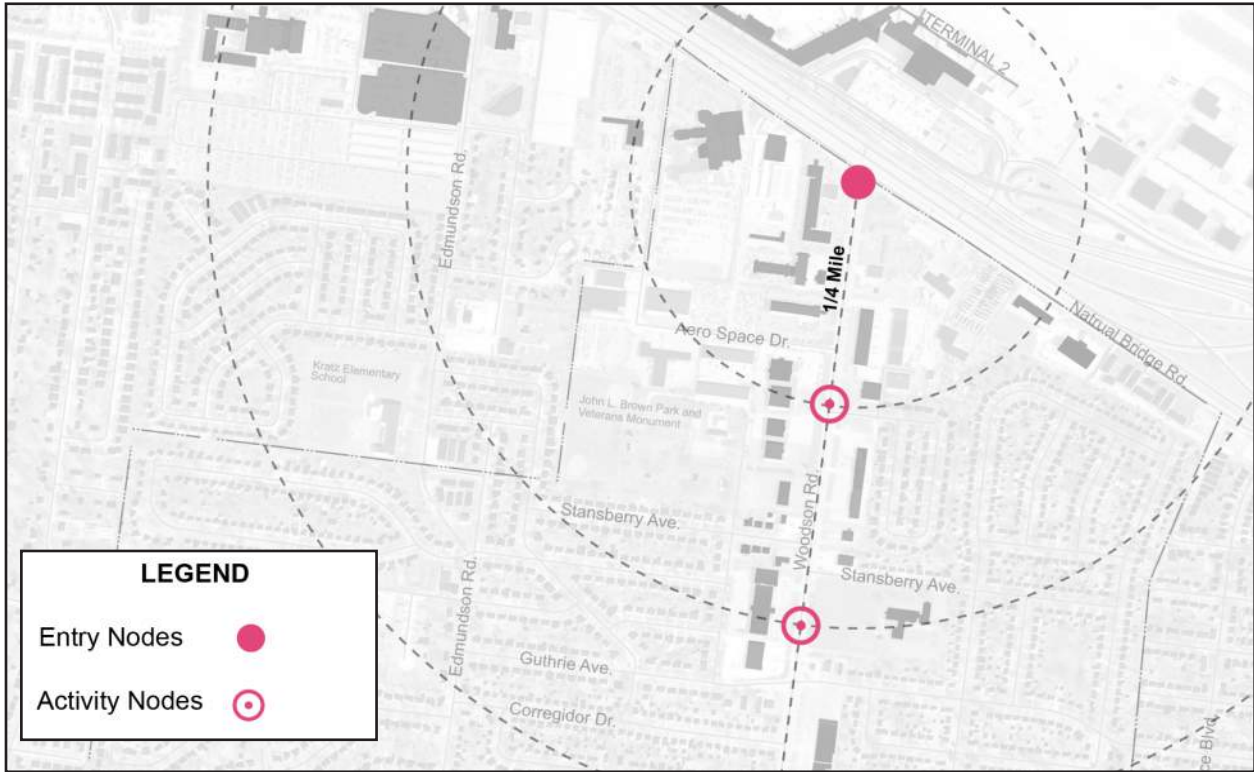 TERMINAL 2
Edmundson Rd.
1/4 Mile
Natrual Bridge Rd.
Aero Space Dr.
Kratz Elementary
School
John L. Brown Park and
Veterans Monument
Woodson Rd.
Stansberry Ave.
Stansberry Ave.
Edmundson Rd.
Guthrie Ave.
Corregidor Dr.
ce Blvd.
LEGEND
Entry Nodes
Activity Nodes